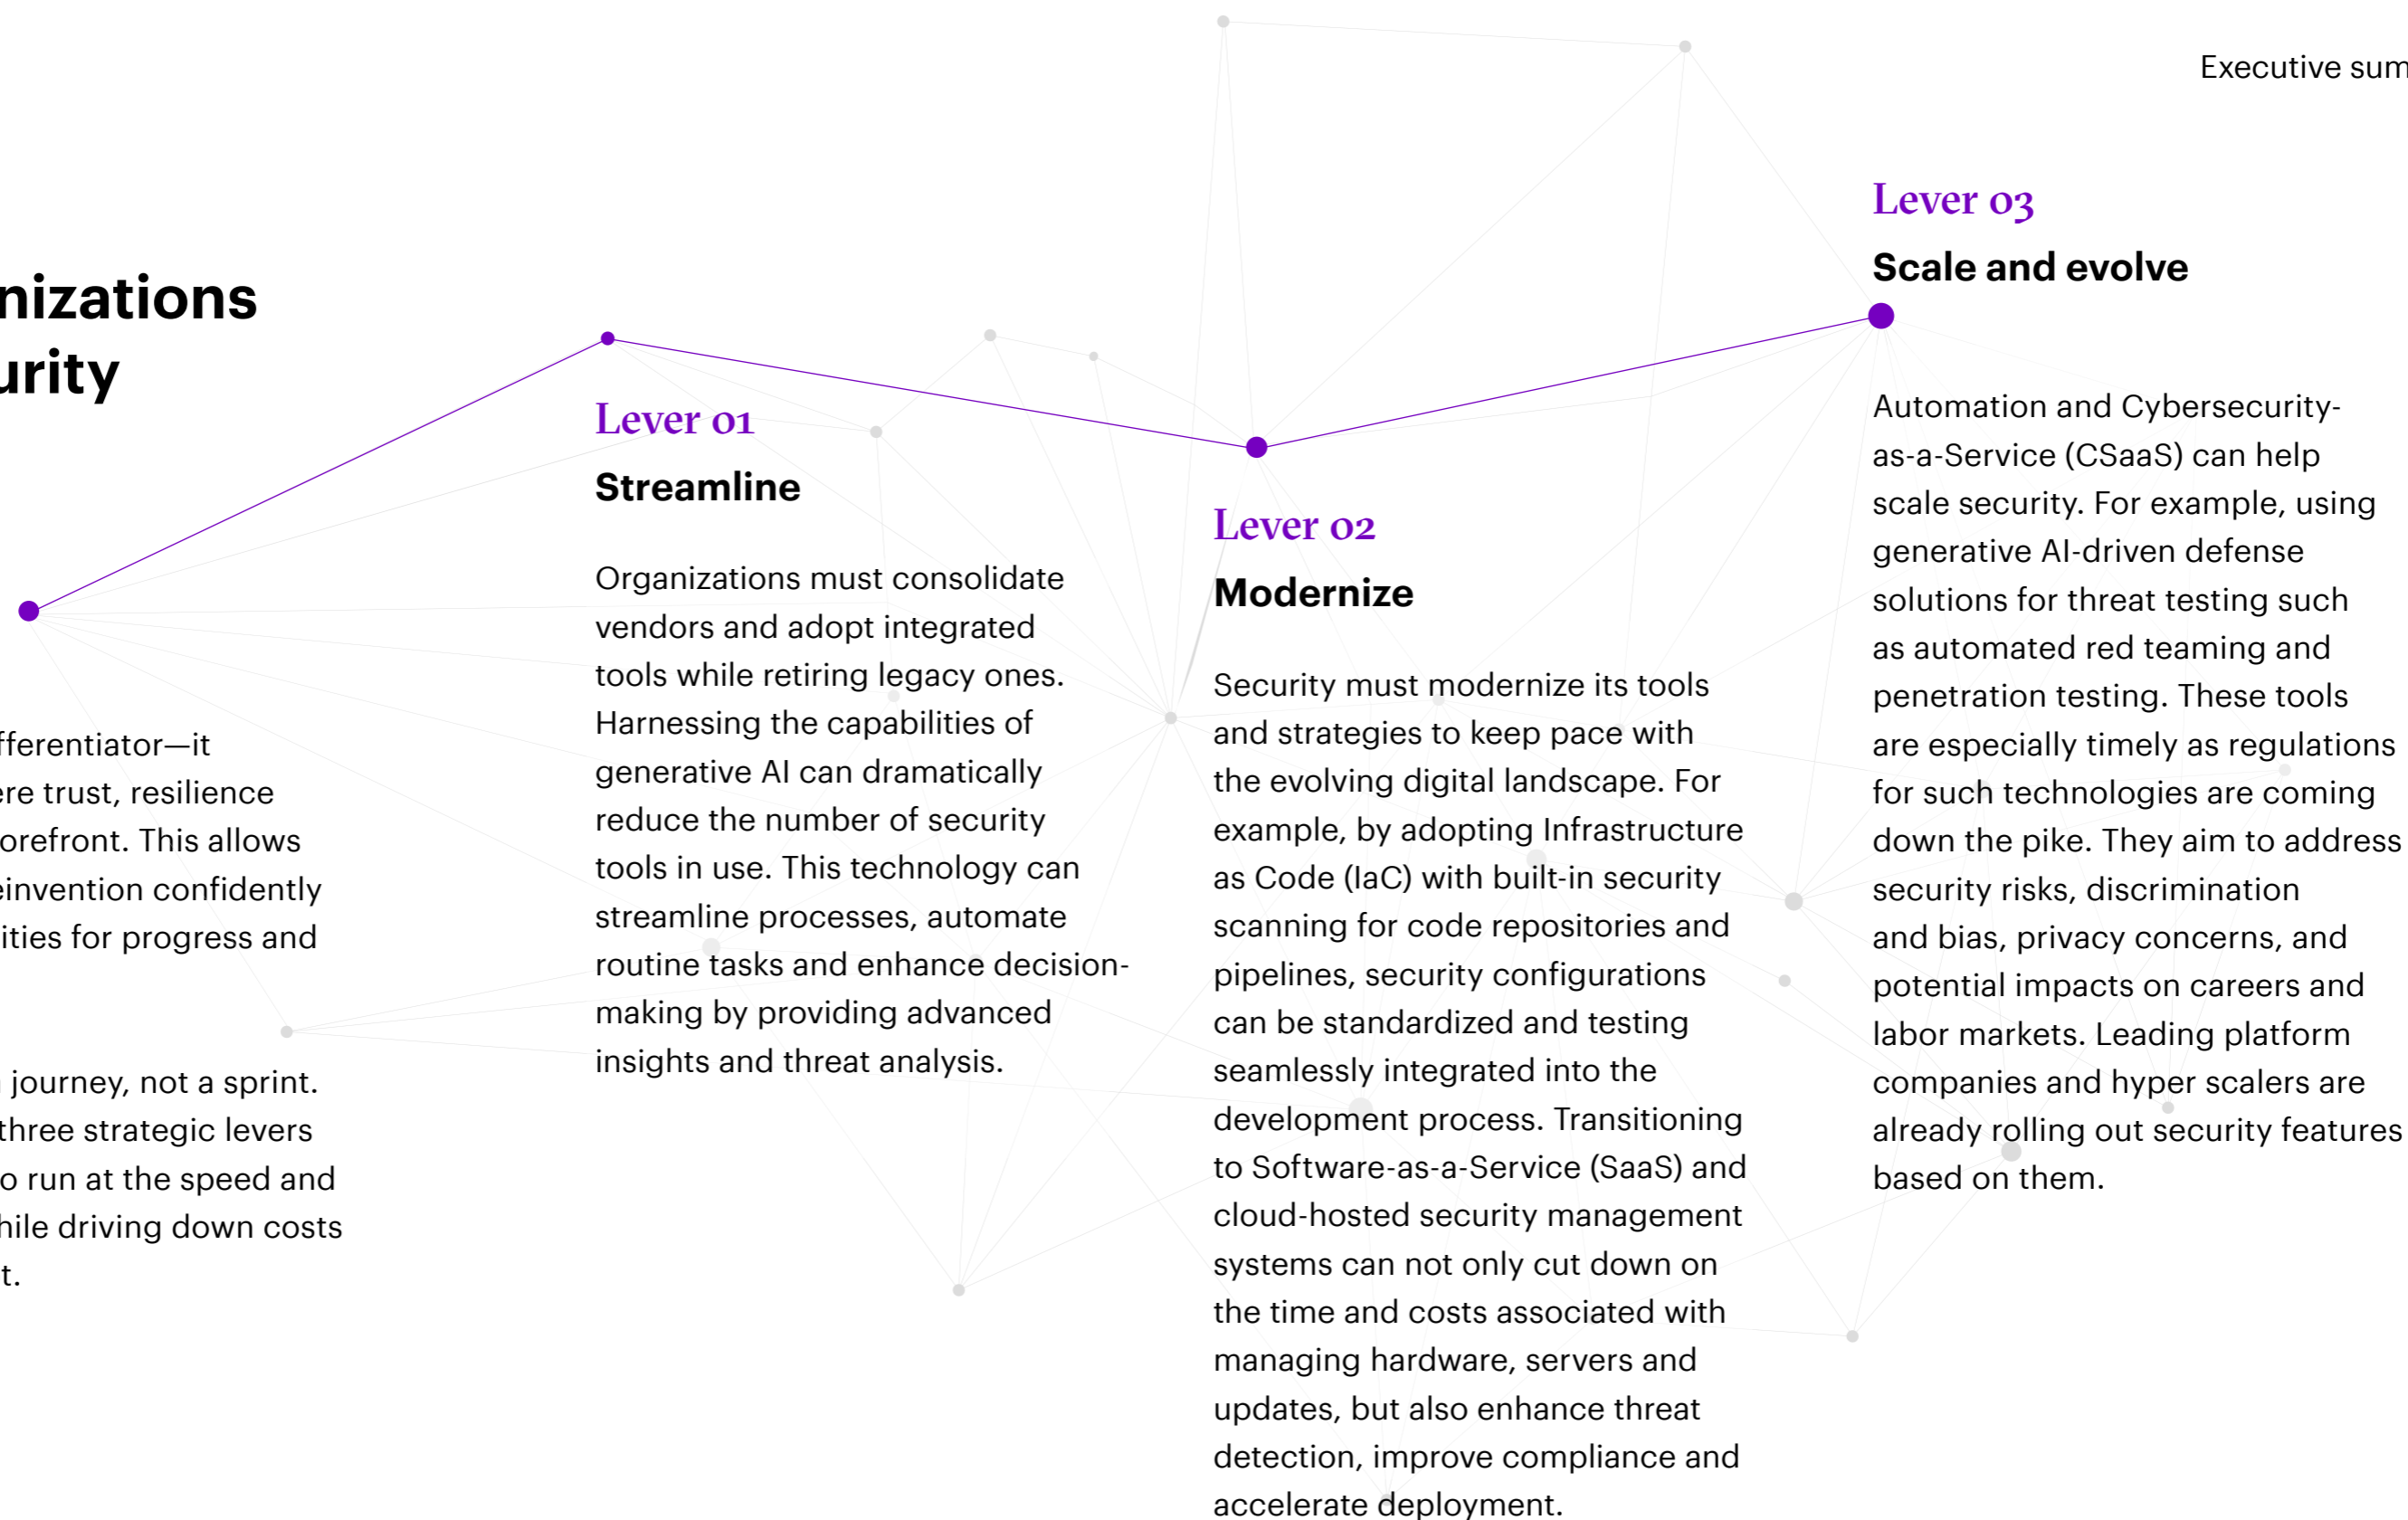 Executive sum
nizations
urity
fferentiator—it
ere trust, resilience
orefront. This allows
einvention confidently
ities for progress and
journey, not a sprint.
three strategic levers
o run at the speed and
hile driving down costs
t.
Lever 01
Streamline
Organizations must consolidate
vendors and adopt integrated
tools while retiring legacy ones.
Harnessing the capabilities of
generative AI can dramatically
reduce the number of security
tools in use. This technology can
streamline processes, automate
routine tasks and enhance decision-
making by providing advanced
insights and threat analysis.
Lever 02
Modernize
Security must modernize its tools
and strategies to keep pace with
the evolving digital landscape. For
example, by adopting Infrastructure
as Code (IaC) with built-in security
scanning for code repositories and
pipelines, security configurations
can be standardized and testing
seamlessly integrated into the
development process. Transitioning
to Software-as-a-Service (SaaS) and
cloud-hosted security management
systems can not only cut down on
the time and costs associated with
managing hardware, servers and
updates, but also enhance threat
detection, improve compliance and
accelerate deployment.
Lever 03
Scale and evolve
Automation and Cybersecurity-
as-a-Service (CSaaS) can help
scale security. For example, using
generative AI-driven defense
solutions for threat testing such
as automated red teaming and
penetration testing. These tools
are especially timely as regulations
for such technologies are coming
down the pike. They aim to address
security risks, discrimination
and bias, privacy concerns, and
potential impacts on careers and
labor markets. Leading platform
companies and hyper scalers are
already rolling out security features
based on them.